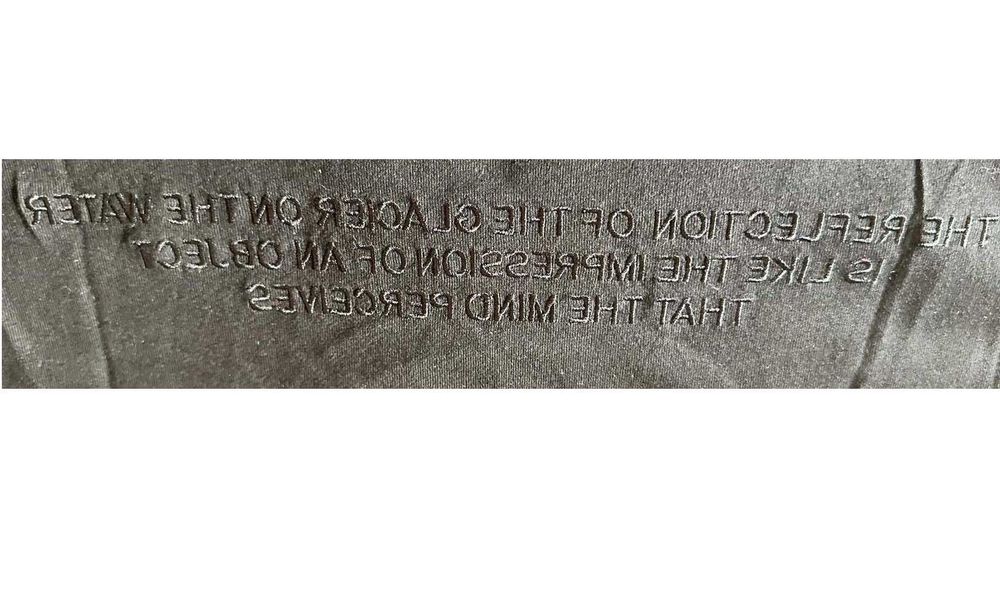 THE REFLECTION OF THE GLACIER ON THE WATER
IS LIKE THE IMPRESSION OF AN OBJECT
THAT THE MIND PERCEIVES